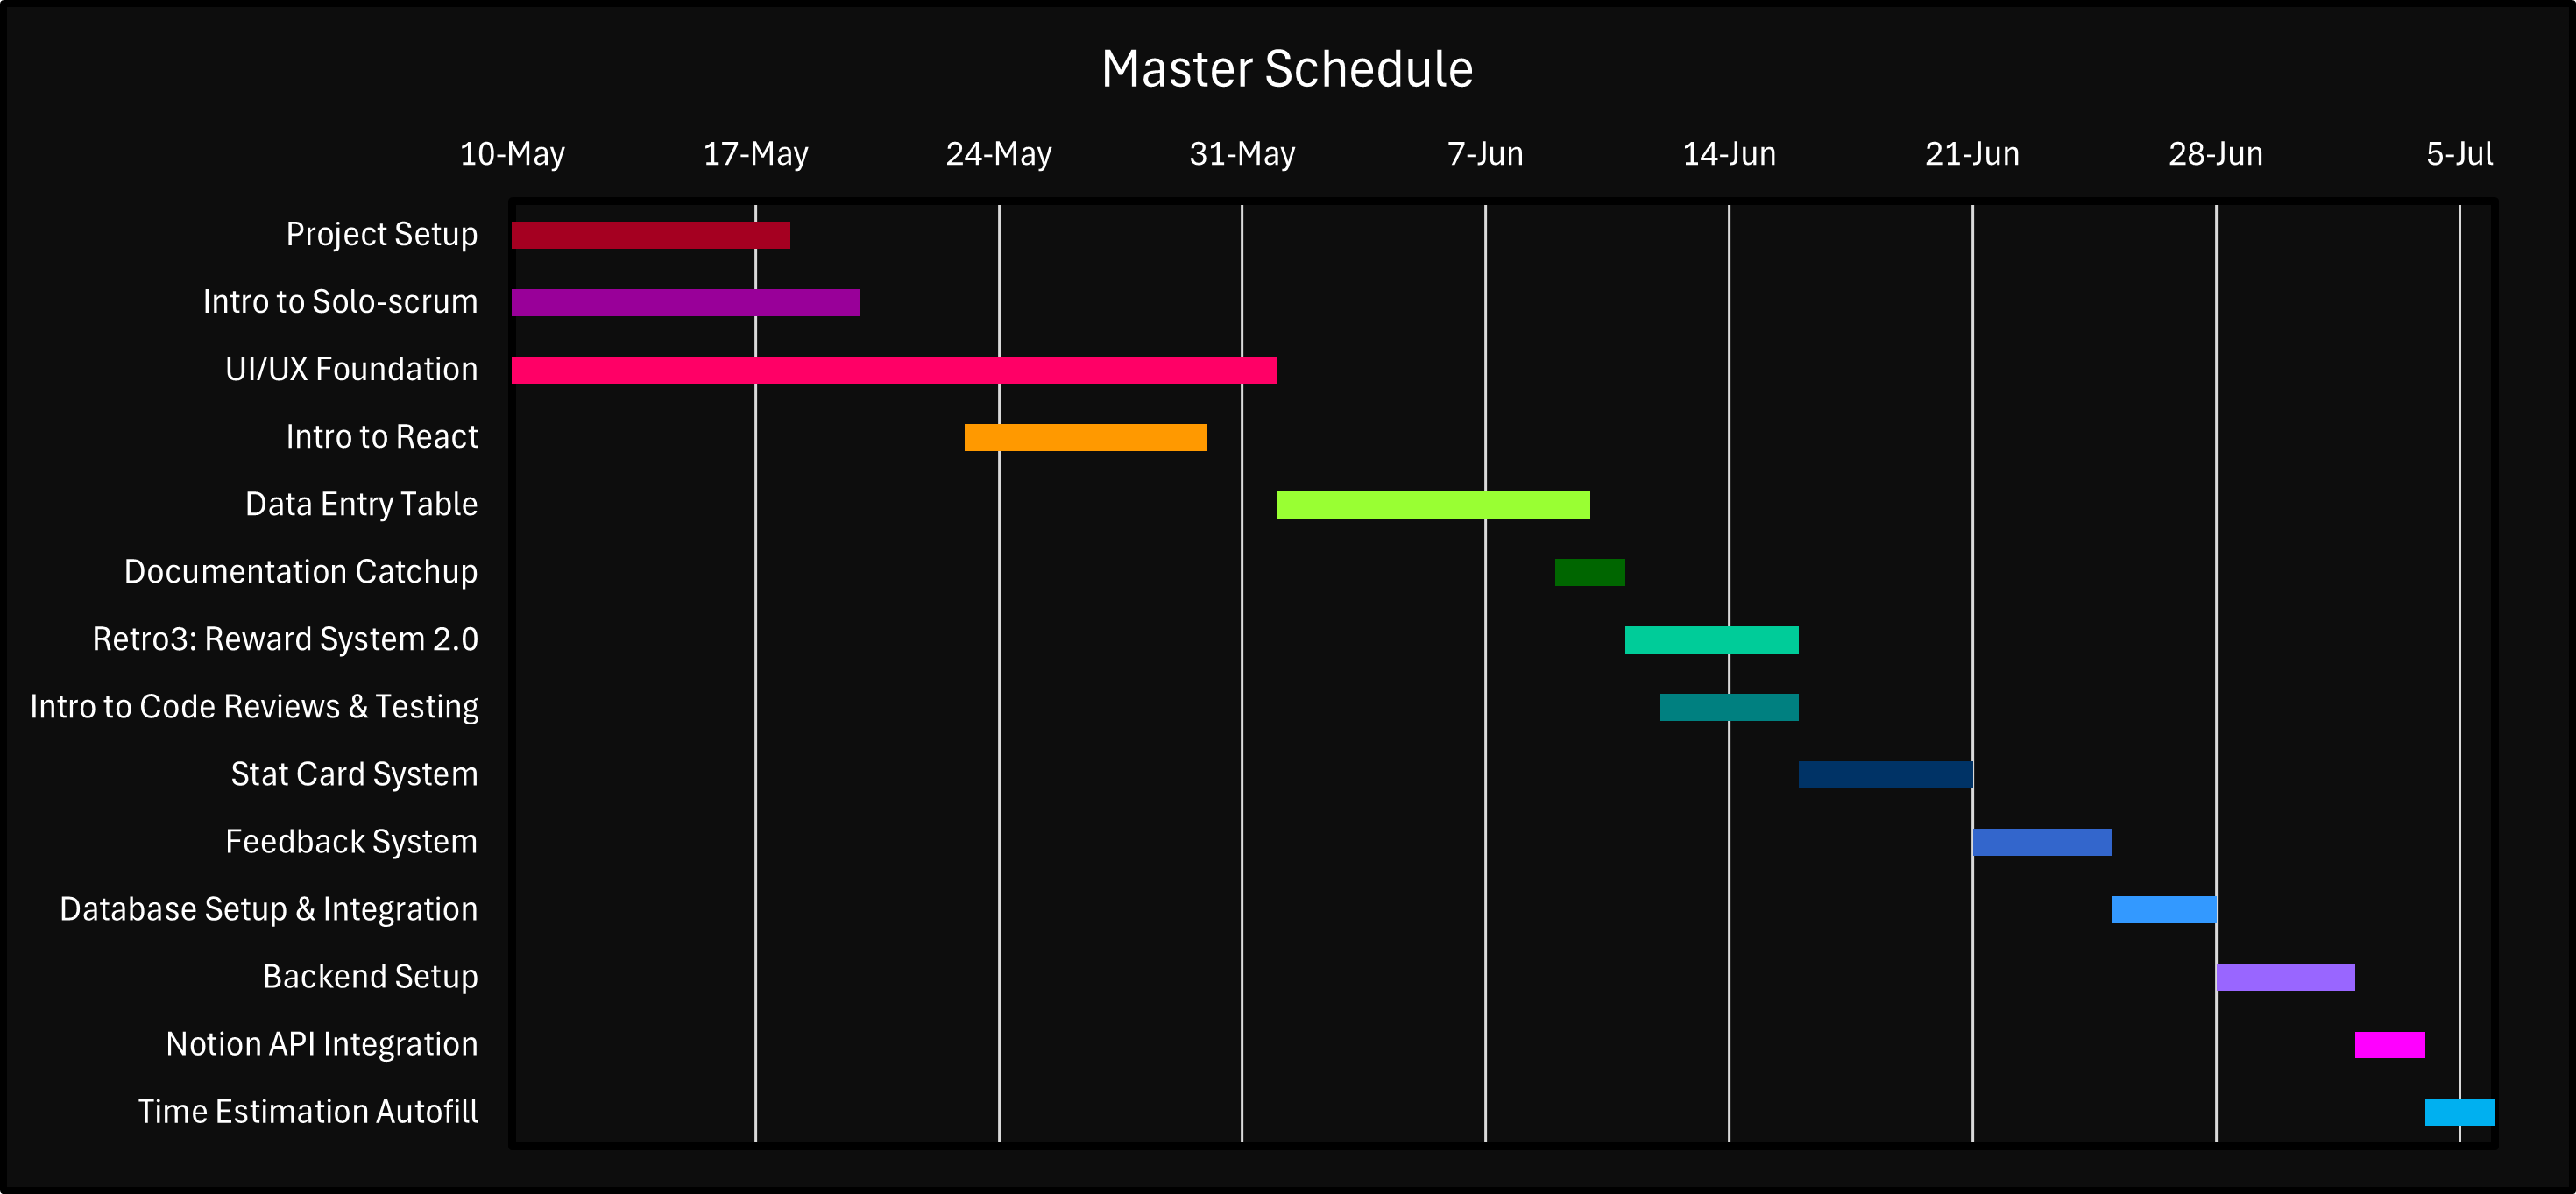 Master Schedule
10-May 17-May 24-May 31-May 7-Jun 14-Jun 21-Jun 28-Jun 5-Jul
Project Setup
Intro to Solo-scrum
UI/UX Foundation
Intro to React
Data Entry Table
Documentation Catchup
Retro3: Reward System 2.0
Intro to Code Reviews & Testing
Stat Card System
Feedback System
Database Setup & Integration
Backend Setup
Notion API Integration
Time Estimation Autofill